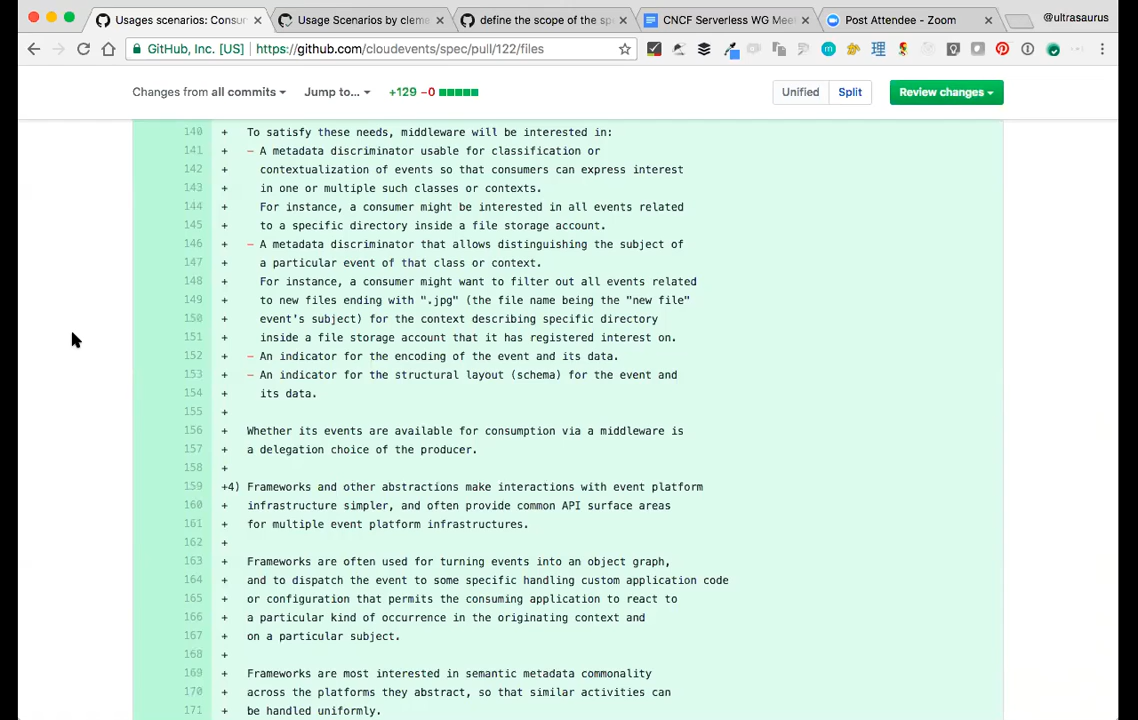 Usages scenarios: Consum
Usage Scenarios by cleme
define the scope of the sp
CNCF Serverless WG Mee
Post Attendee - Zoom
@ultrasaurus
GitHub, Inc. [US]
https://github.com/cloudevents/spec/pull/122/files
理
Changes from all commits
Jump to...
+129 −0
Unified
Split
Review changes
140 + To satisfy these needs, middleware will be interested in:
141 + - A metadata discriminator usable for classification or
142 + contextualization of events so that consumers can express interest
143 + in one or multiple such classes or contexts.
144 + For instance, a consumer might be interested in all events related
145 + to a specific directory inside a file storage account.
146 + - A metadata discriminator that allows distinguishing the subject of
147 + a particular event of that class or context.
148 + For instance, a consumer might want to filter out all events related
149 + to new files ending with ".jpg" (the file name being the "new file"
150 + event's subject) for the context describing specific directory
151 + inside a file storage account that it has registered interest on.
152 + - An indicator for the encoding of the event and its data.
153 + - An indicator for the structural layout (schema) for the event and
154 + its data.
155 +
156 + Whether its events are available for consumption via a middleware is
157 + a delegation choice of the producer.
158 +
159 +4) Frameworks and other abstractions make interactions with event platform
160 + infrastructure simpler, and often provide common API surface areas
161 + for multiple event platform infrastructures.
162 +
163 + Frameworks are often used for turning events into an object graph,
164 + and to dispatch the event to some specific handling custom application code
165 + or configuration that permits the consuming application to react to
166 + a particular kind of occurrence in the originating context and
167 + on a particular subject.
168 +
169 + Frameworks are most interested in semantic metadata commonality
170 + across the platforms they abstract, so that similar activities can
171 + be handled uniformly.